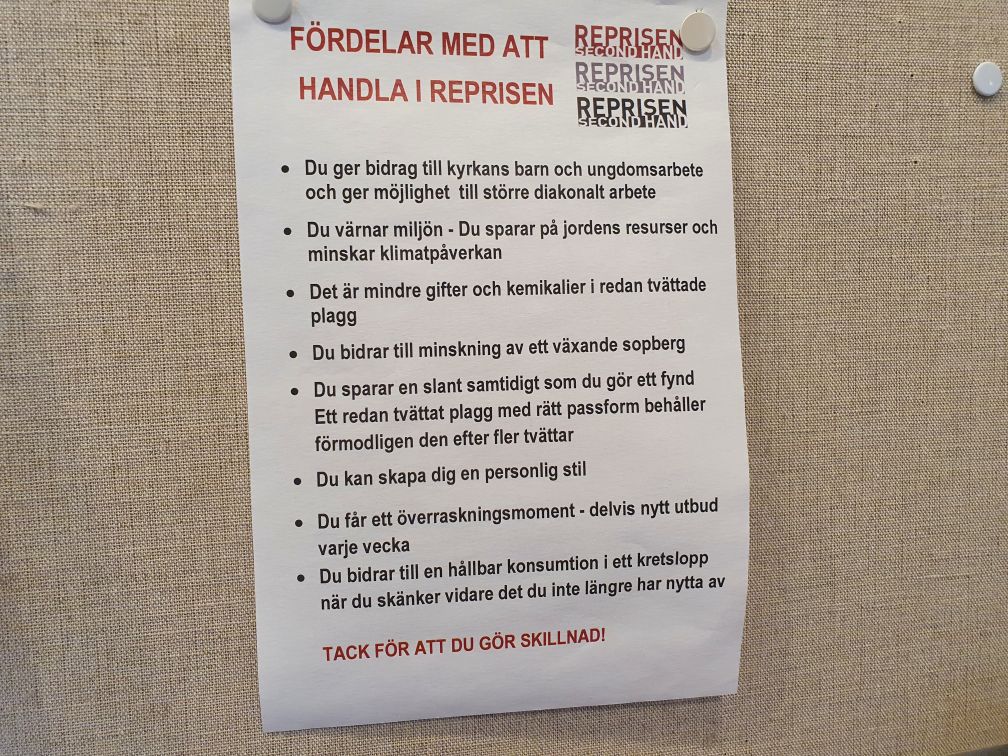 FÖRDELAR MED ATT
HANDLA I REPRISEN
REPRISEN
SECOND HAND
REPRISEN
SECOND HAND
REPRISEN
SECOND HAND
• Du ger bidrag till kyrkans barn och ungdomsarbete
och ger möjlighet till större diakonalt arbete
• Du värnar miljön - Du sparar på jordens resurser och
minskar klimatpåverkan
• Det är mindre gifter och kemikalier i redan tvättade
plagg
• Du bidrar till minskning av ett växande sopberg
• Du sparar en slant samtidigt som du gör ett fynd
Ett redan tvättat plagg med rätt passform behåller
förmodligen den efter fler tvättar
• Du kan skapa dig en personlig stil
• Du får ett överraskningsmoment - delvis nytt utbud
varje vecka
• Du bidrar till en hållbar konsumtion i ett kretslopp
när du skänker vidare det du inte längre har nytta av
TACK FÖR ATT DU GÖR SKILLNAD!